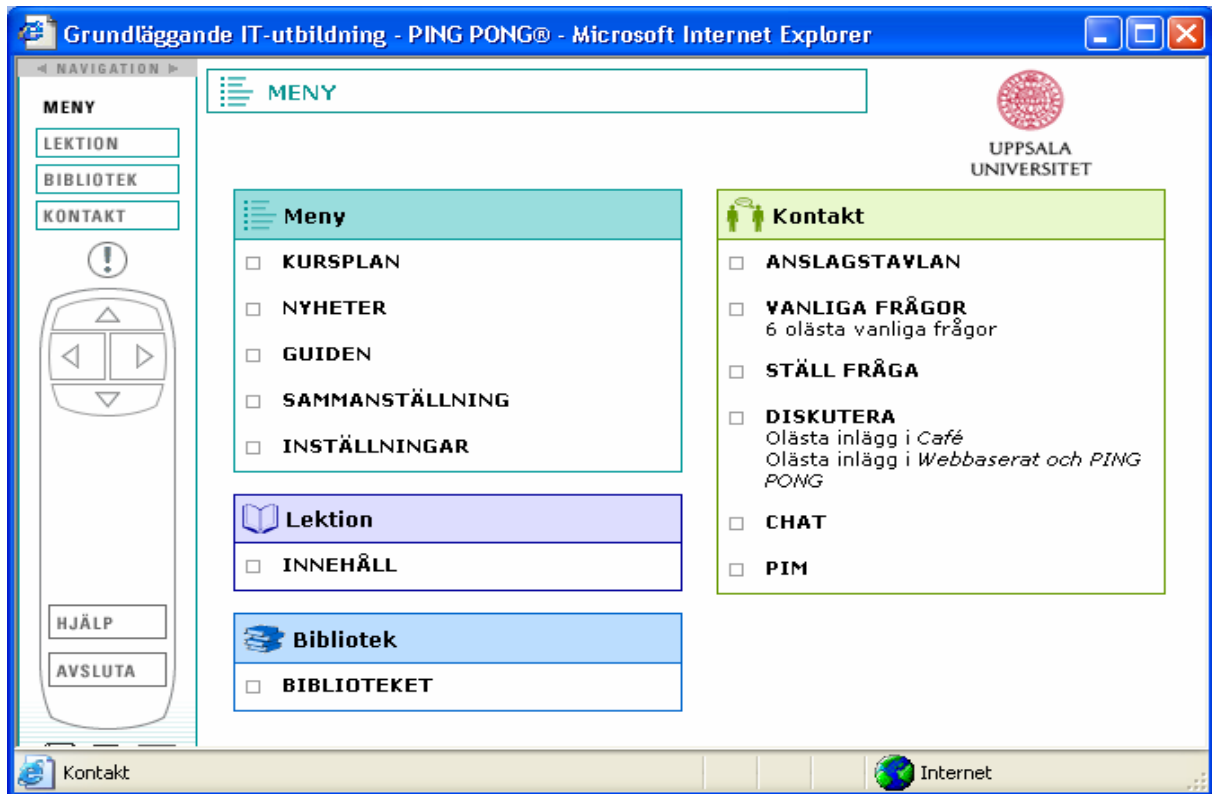 Grundläggande IT-utbildning - PING PONG® - Microsoft Internet Explorer
NAVIGATION
MENY
LEKTION
BIBLIOTEK
KONTAKT
HJÄLP
AVSLUTA
MENY
UPPSALA
UNIVERSITET
Meny
KURSPLAN
NYHETER
GUIDEN
SAMMANSTÄLLNING
INSTÄLLNINGAR
Lektion
INNEHÅLL
Bibliotek
BIBLIOTEKET
Kontakt
ANSLAGSTAVLAN
VANLIGA FRÅGOR
6 olästa vanliga frågor
STÄLL FRÅGA
DISKUTERA
Olästa inlägg i Café
Olästa inlägg i Webbaserat och PING
PONG
CHAT
PIM
Kontakt
Internet